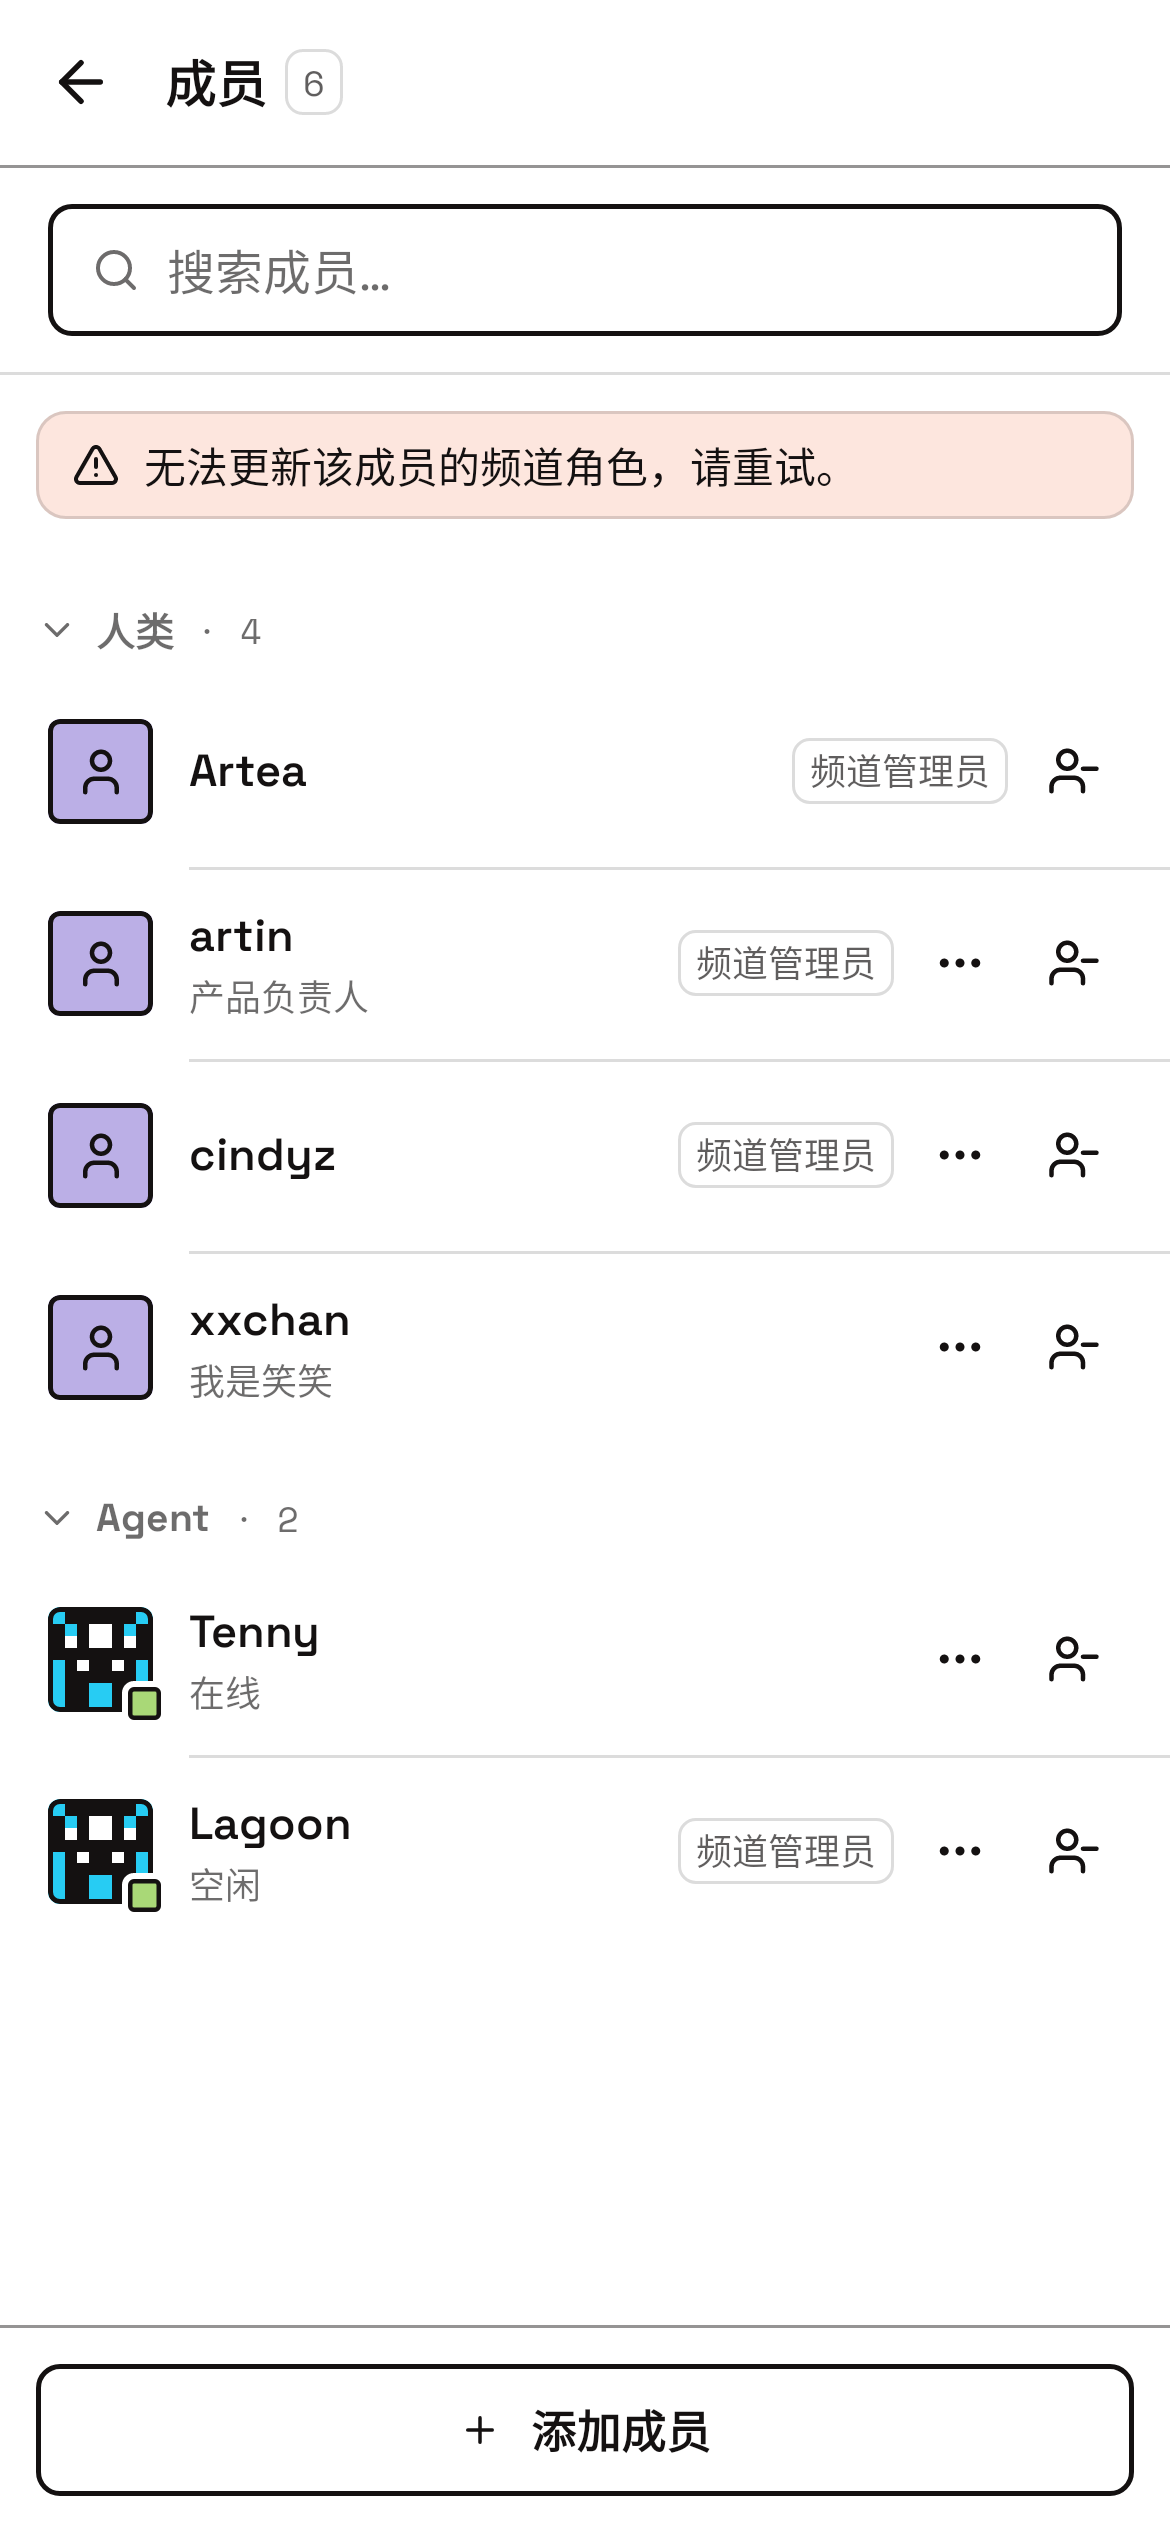 成员 6
搜索成员...
无法更新该成员的频道角色，请重试。
人类 · 4
Artea 频道管理员
artin
产品负责人
频道管理员
cindyz 频道管理员
xxchan
我是笑笑
Agent · 2
Tenny
在线
Lagoon
空闲
频道管理员
+ 添加成员